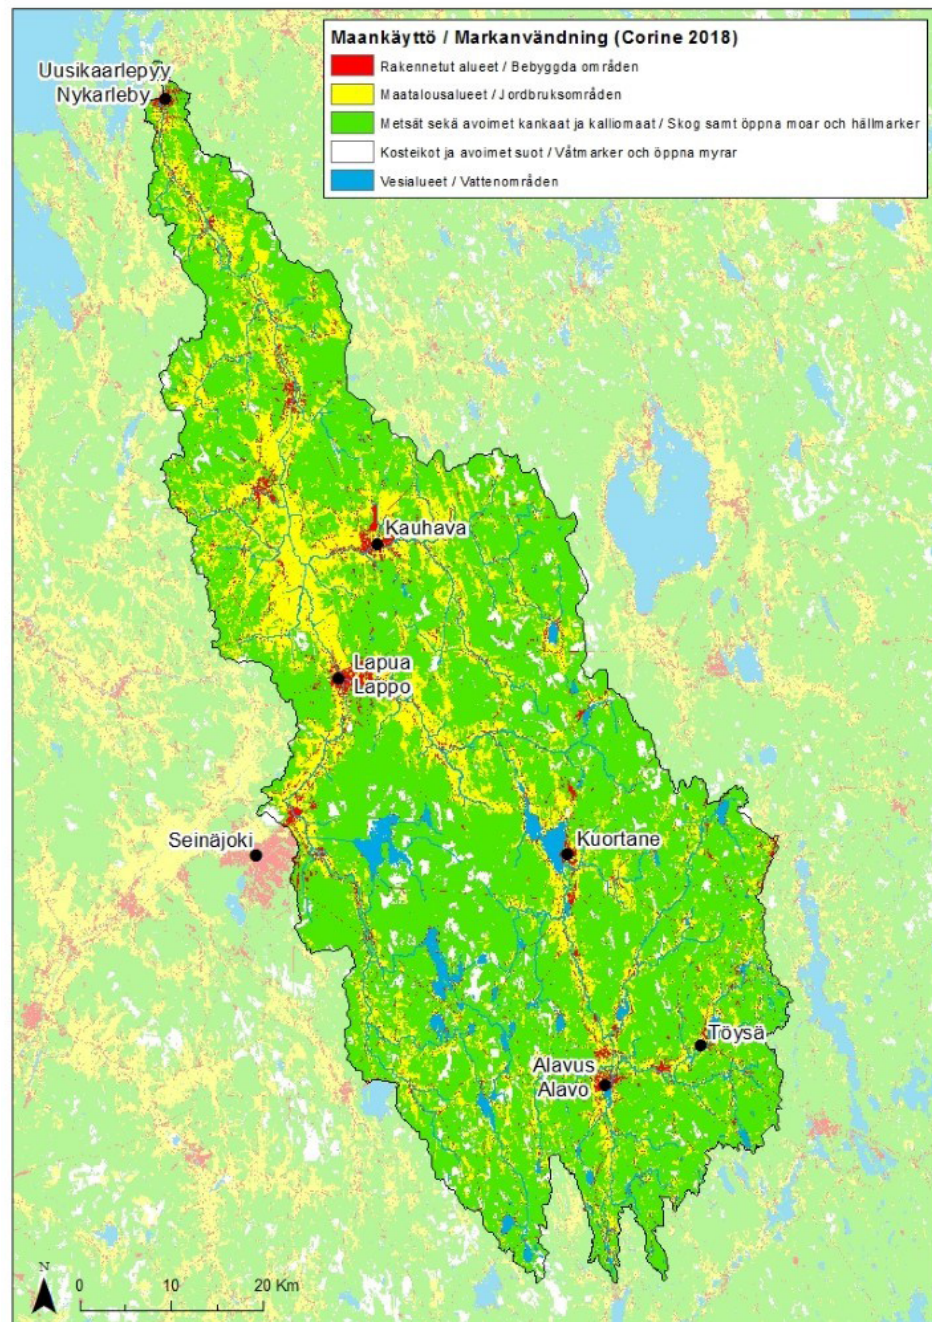 Maankäyttö / Markanvändning (Corine 2018)
Rakennetut alueet / Bebyggda områden
Maatalousalueet / Jordbruksområden
Metsät sekä avoimet kankaat ja kalliomaat / Skog samt öppna moar och hällmarker
Kosteikot ja avoimet suot / Våtmarker och öppna myrar
Vesialueet / Vattenområden
Uusikaarlepyy
Nykarleby
Kauhava
Lapua
Lappo
Seinäjoki
Kuortane
Töysä
Alavus
Alavo
N
0 10 20 Km